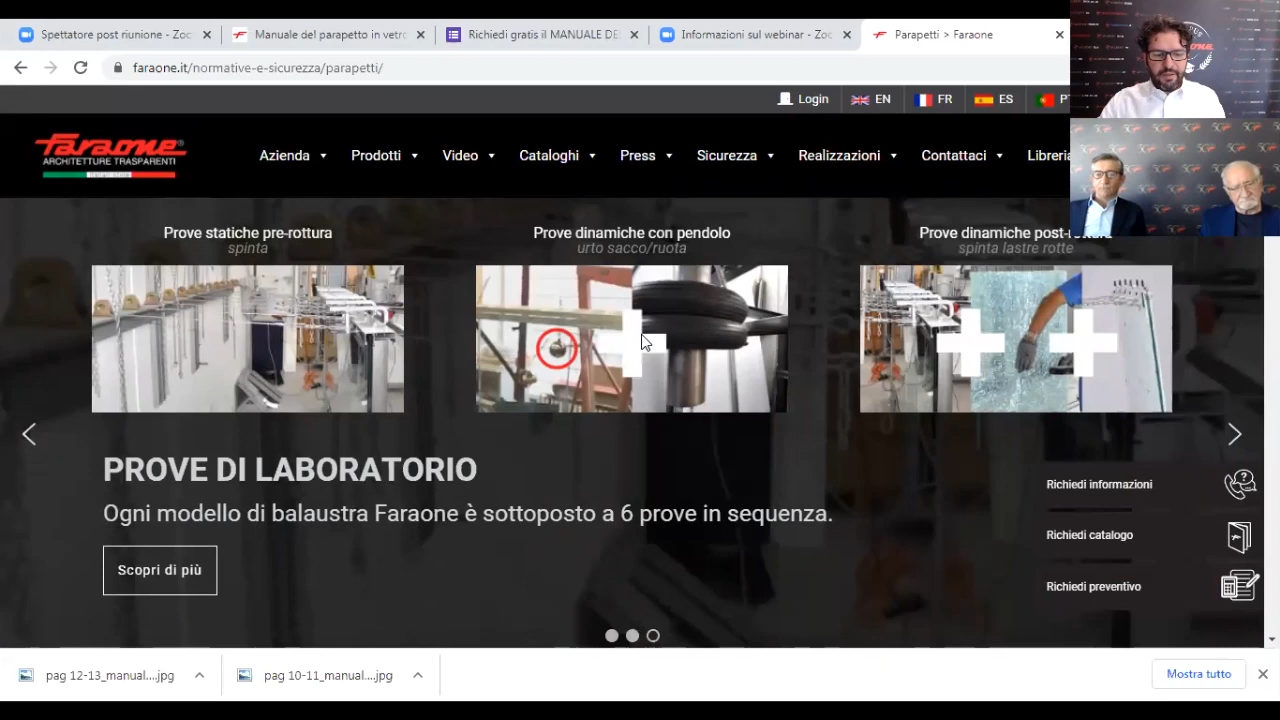 Spettatore post riunione - Zoo
Manuale del parapetto in vetro
Richiedi gratis il MANUALE DE
Informazioni sul webinar - Zoo
Parapetti > Faraone
faraone.it/normative-e-sicurezza/parapetti/
Login EN FR ES
faraone
ARCHITETTURE TRASPARENTI
Azienda Prodotti Video Cataloghi Press Sicurezza Realizzazioni Contattaci Libreria
Prove statiche pre-rottura
spinta
Prove dinamiche con pendolo
urto sacco/ruota
Prove dinamiche post-rottura
spinta lastre rotte
PROVE DI LABORATORIO
Ogni modello di balaustra Faraone è sottoposto a 6 prove in sequenza.
Scopri di più
Richiedi informazioni
Richiedi catalogo
Richiedi preventivo
pag 12-13_manual....jpg
pag 10-11_manual....jpg
Mostra tutto